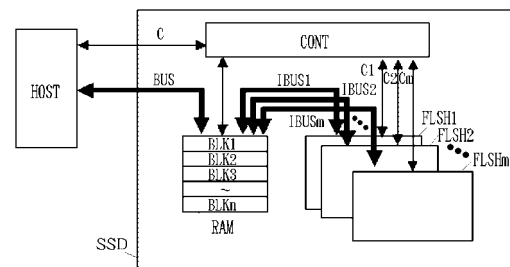 C
CONT
HOST
BUS
IBUS1
IBUS2
IBUSm
C1
C2
Cm
FLSH1
FLSH2
FLSHm
BLK1
BLK2
BLK3
~
BLKn
RAM
SSD